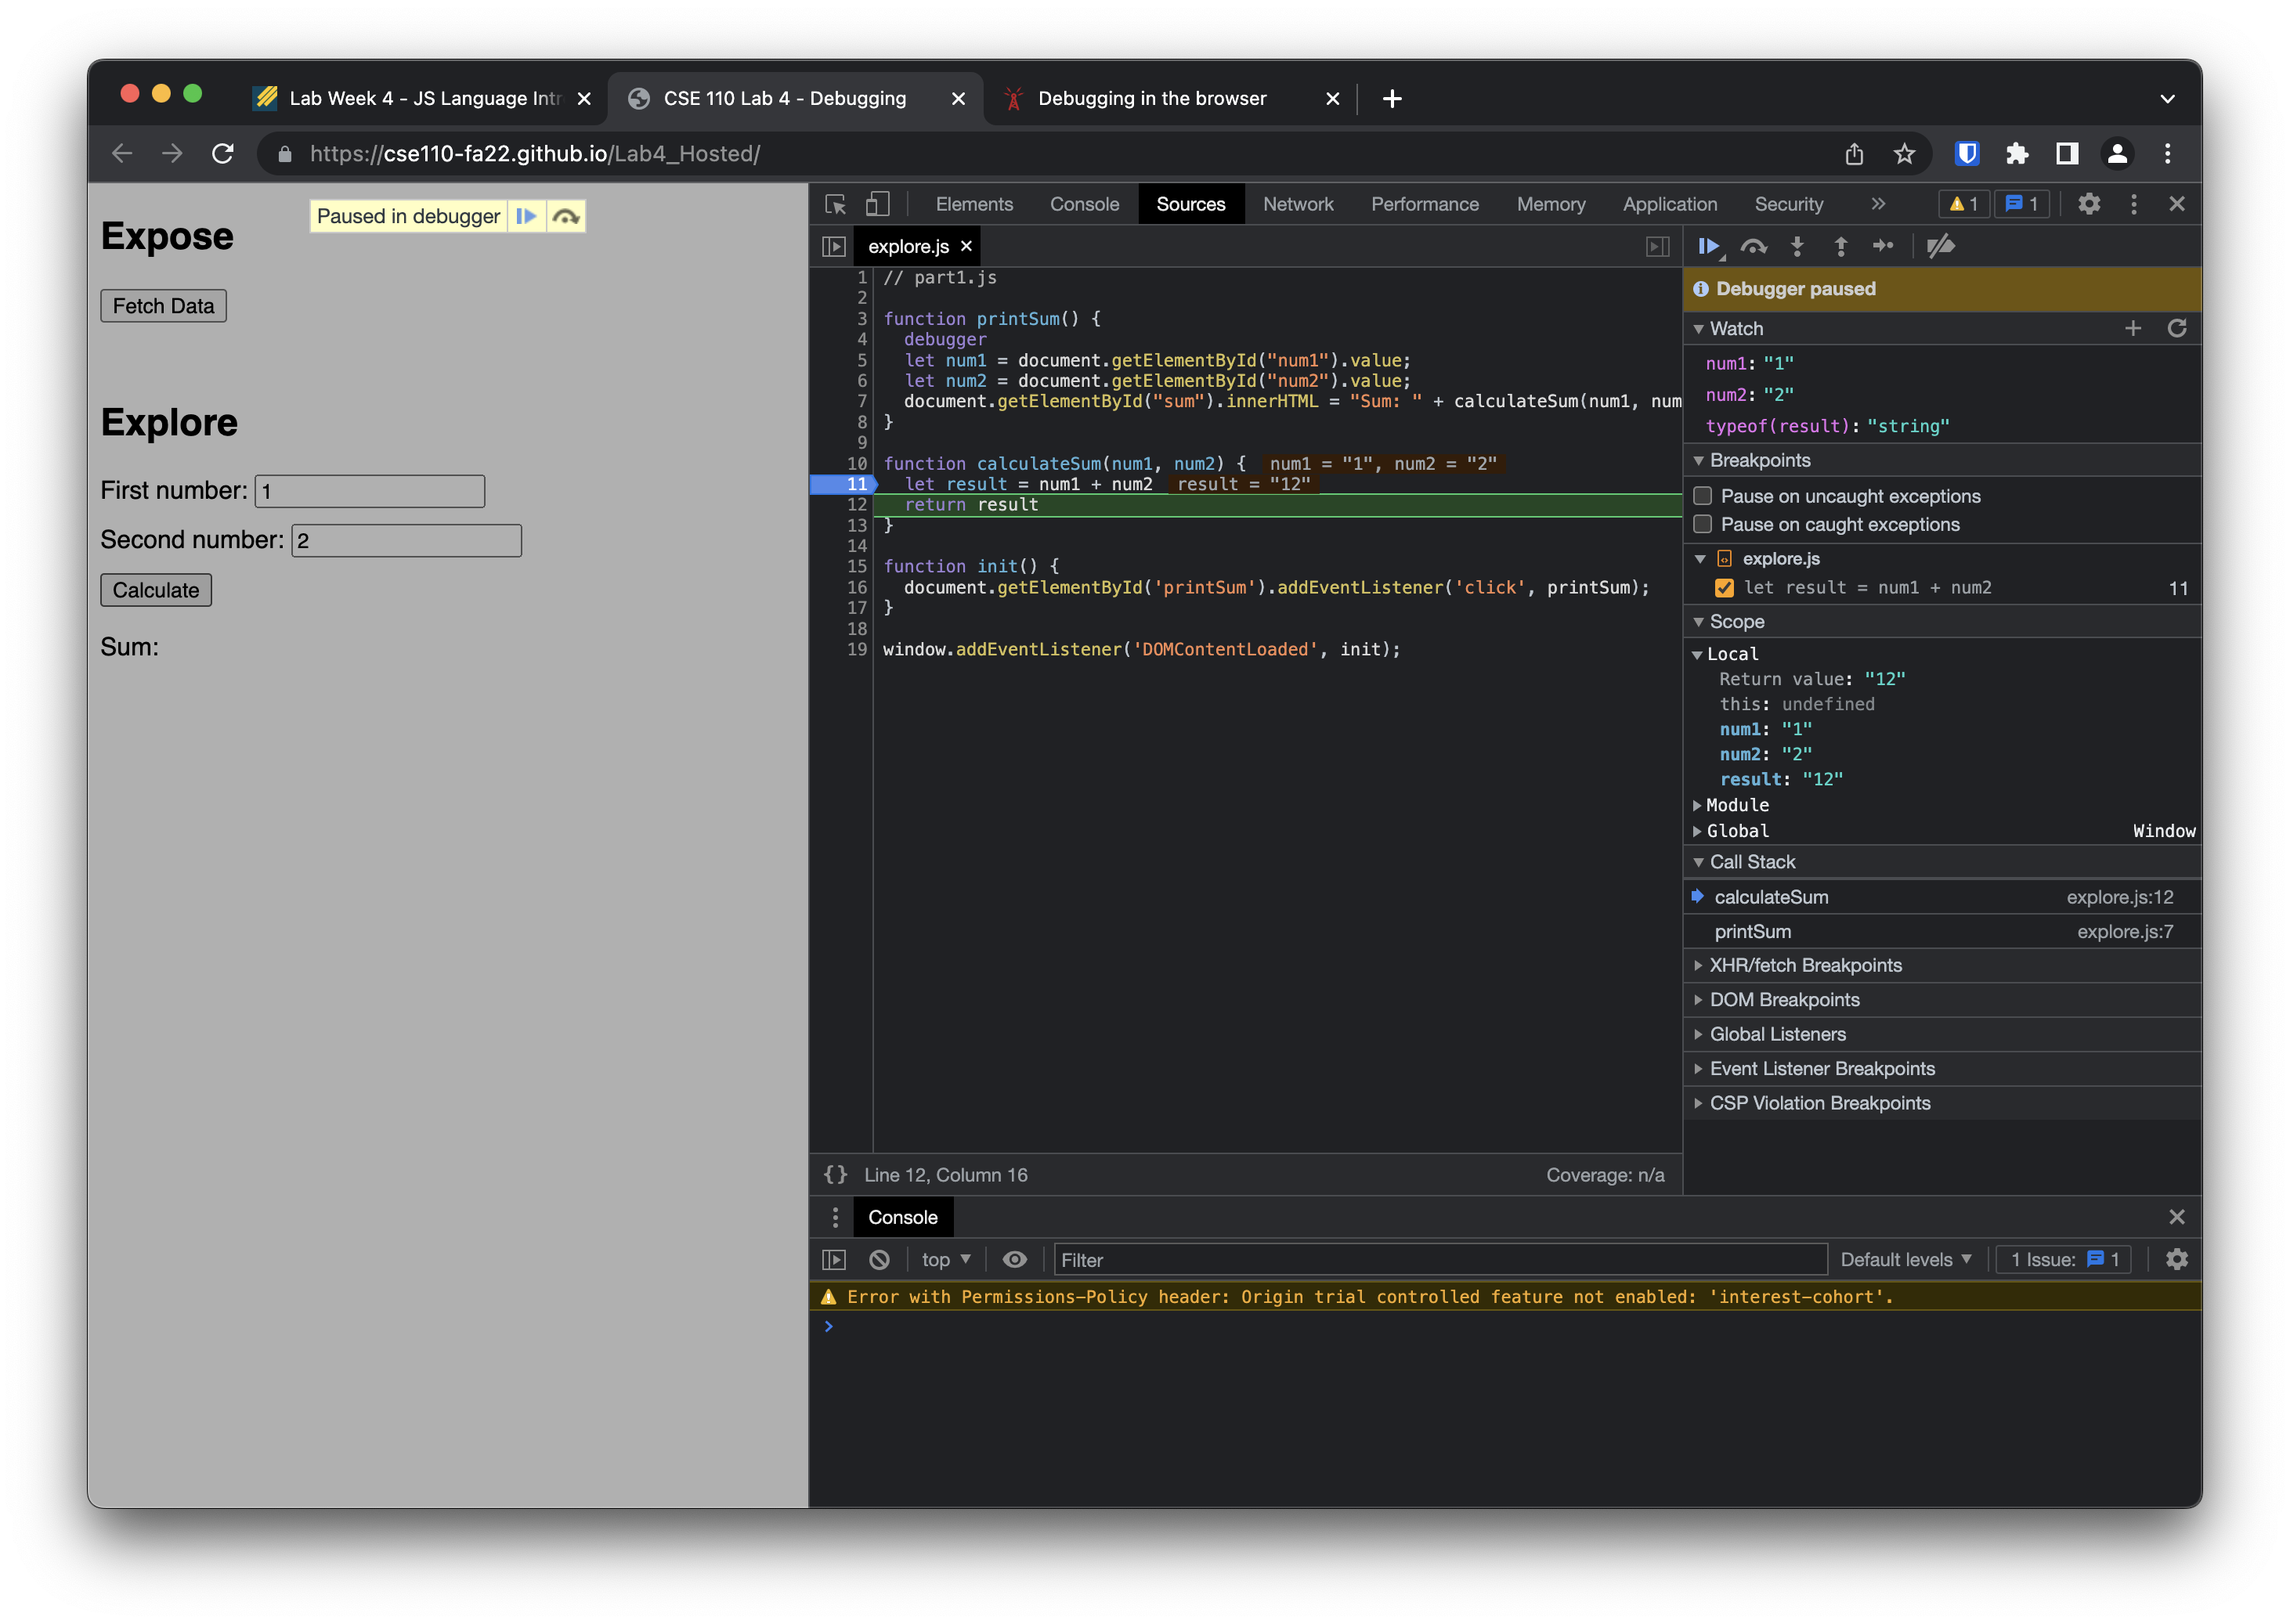 Lab Week 4 - JS Language Intr
CSE 110 Lab 4 - Debugging
Debugging in the browser
https://cse110-fa22.github.io/Lab4_Hosted/
Expose
Paused in debugger
Fetch Data
Explore
First number: 1
Second number: 2
Calculate
Sum:
Elements Console Sources Network Performance Memory Application Security » 1 1
explore.js
1 // part1.js
2
3 function printSum() {
4 debugger
5 let num1 = document.getElementById("num1").value;
6 let num2 = document.getElementById("num2").value;
7 document.getElementById("sum").innerHTML = "Sum: " + calculateSum(num1, num
8 }
9
10 function calculateSum(num1, num2) { num1 = "1", num2 = "2"
11 let result = num1 + num2 result = "12"
12 return result
13 }
14
15 function init() {
16 document.getElementById('printSum').addEventListener('click', printSum);
17 }
18
19 window.addEventListener('DOMContentLoaded', init);
{} Line 12, Column 16 Coverage: n/a
Debugger paused
Watch
num1: "1"
num2: "2"
typeof(result): "string"
Breakpoints
Pause on uncaught exceptions
Pause on caught exceptions
explore.js
let result = num1 + num2 11
Scope
Local
Return value: "12"
this: undefined
num1: "1"
num2: "2"
result: "12"
Module
Global Window
Call Stack
calculateSum explore.js:12
printSum explore.js:7
XHR/fetch Breakpoints
DOM Breakpoints
Global Listeners
Event Listener Breakpoints
CSP Violation Breakpoints
Console
top Filter Default levels 1 Issue: 1
Error with Permissions-Policy header: Origin trial controlled feature not enabled: 'interest-cohort'.
>